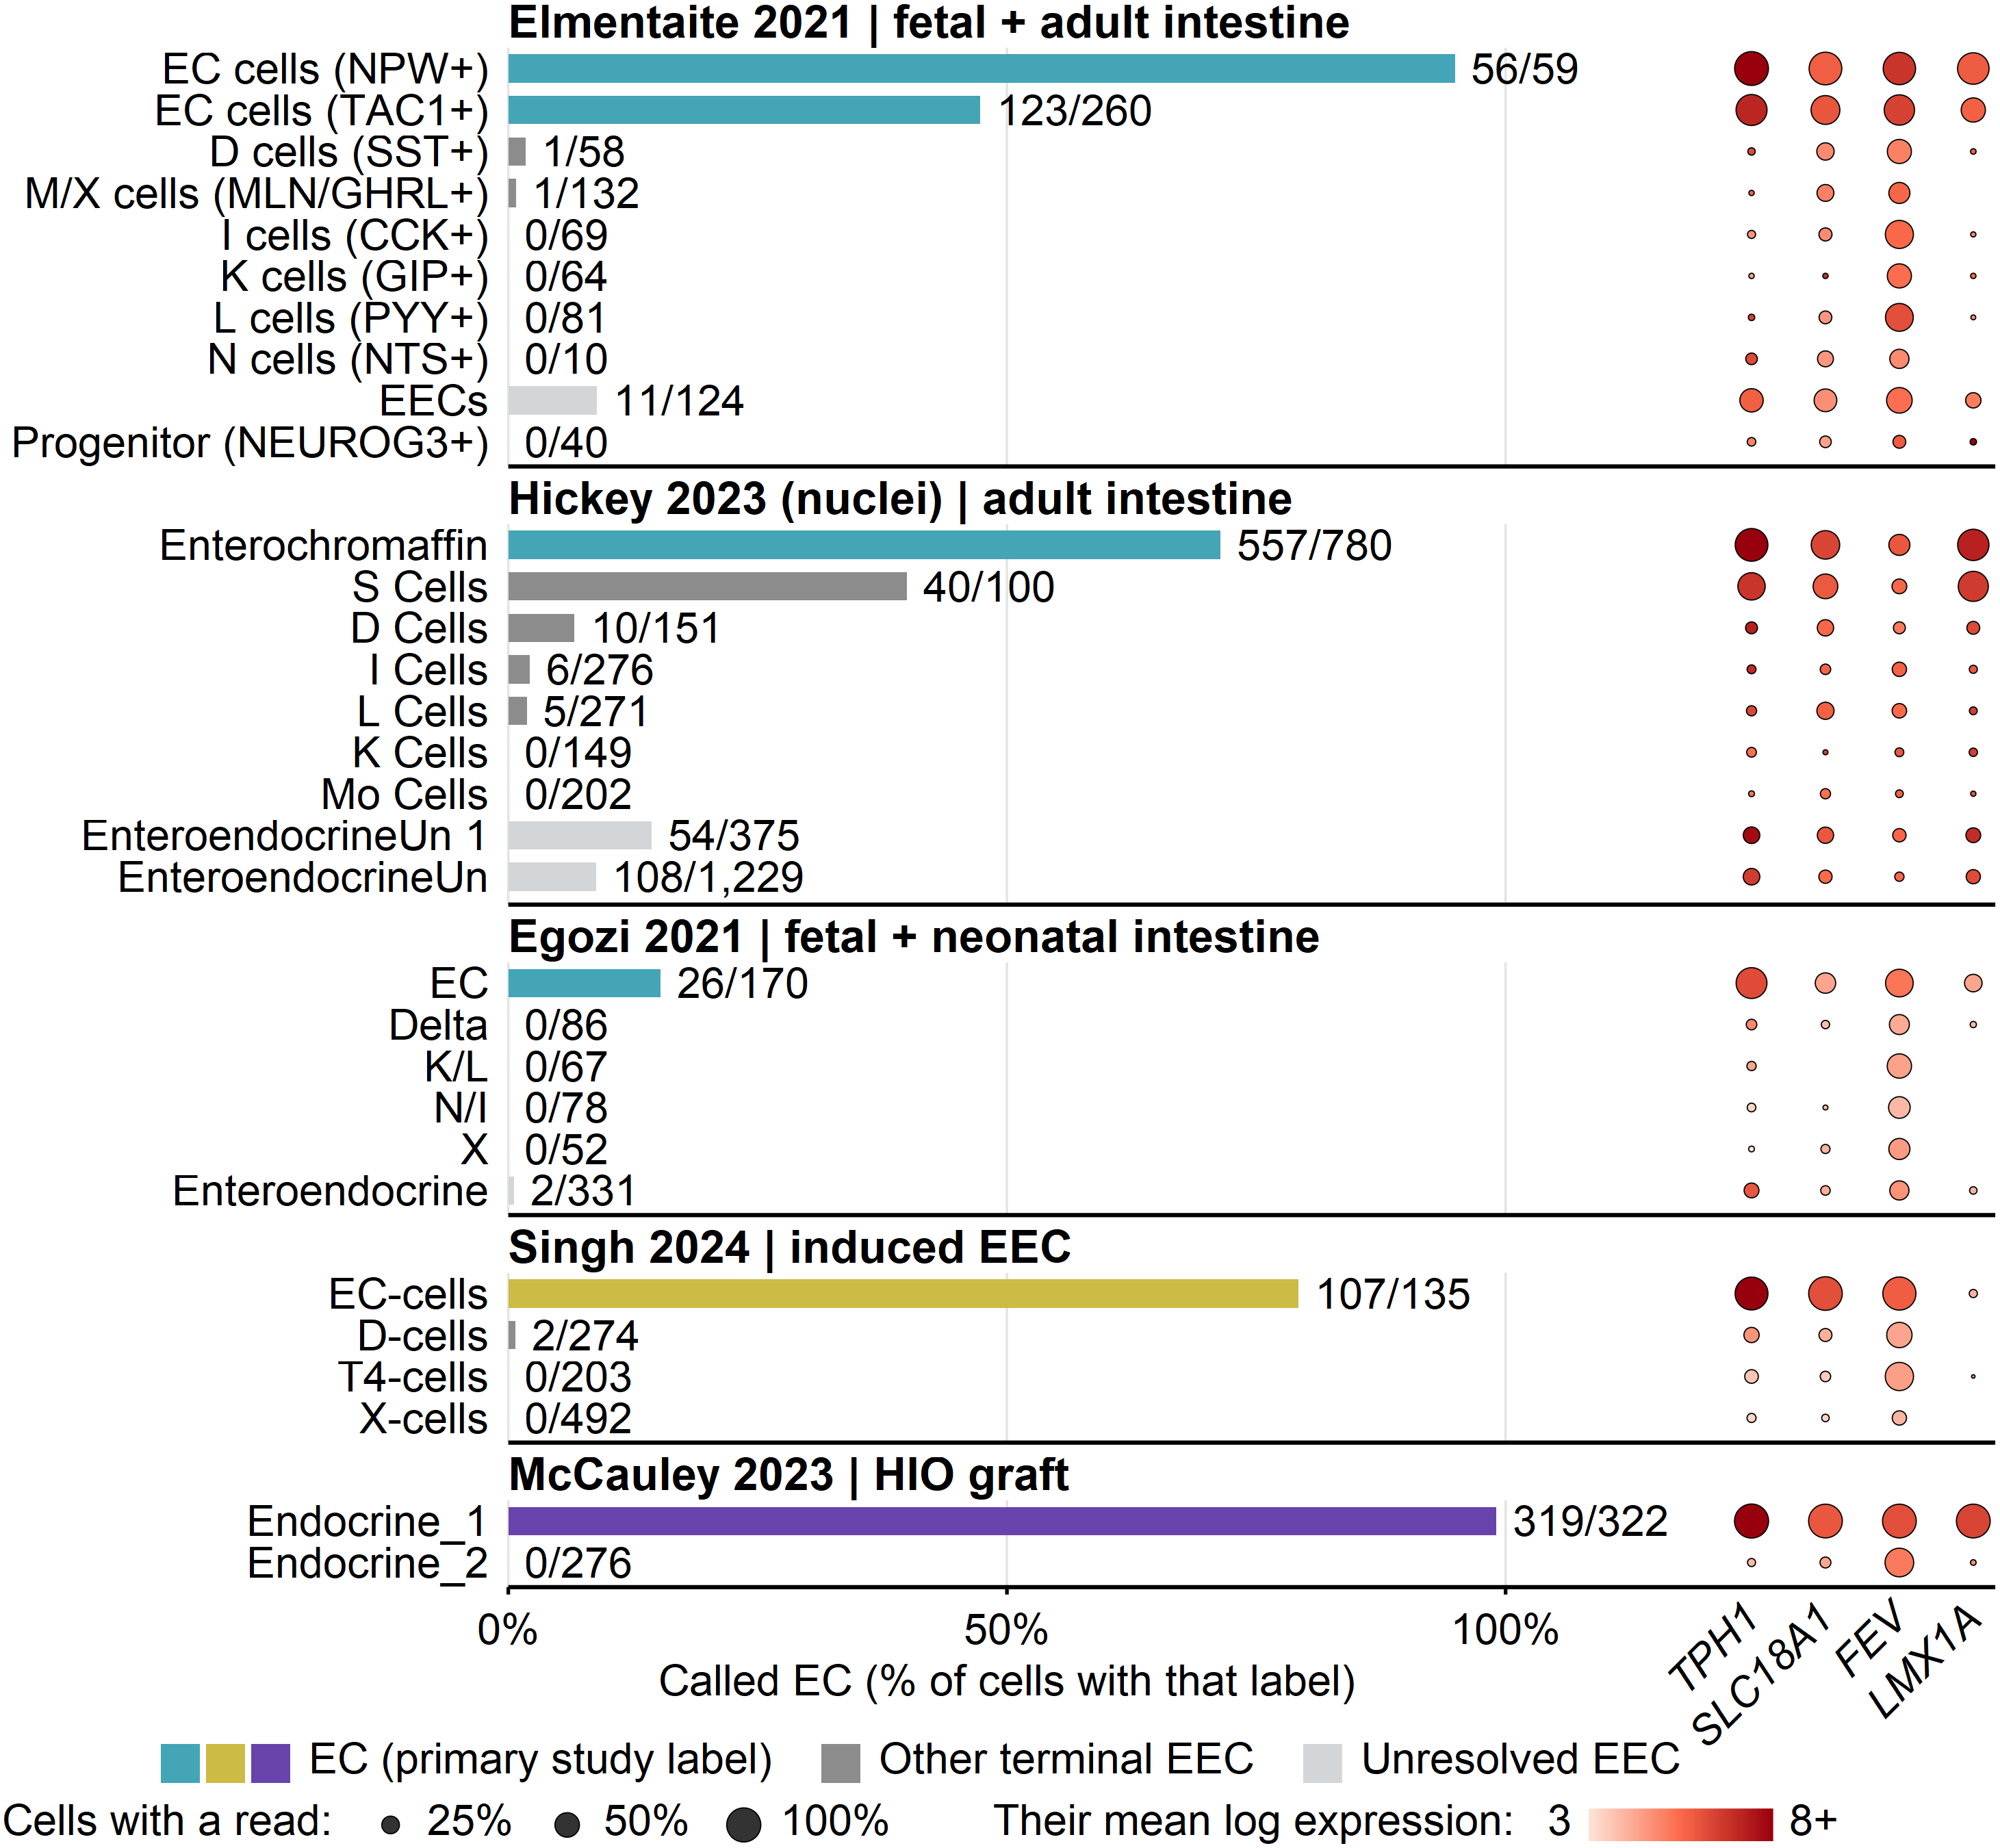 Elmentaite 2021 | fetal + adult intestine
EC cells (NPW+) 56/59
EC cells (TAC1+) 123/260
D cells (SST+) 1/58
M/X cells (MLN/GHRL+) 1/132
I cells (CCK+) 0/69
K cells (GIP+) 0/64
L cells (PYY+) 0/81
N cells (NTS+) 0/10
EECs 11/124
Progenitor (NEUROG3+) 0/40
Hickey 2023 (nuclei) | adult intestine
Enterochromaffin 557/780
S Cells 40/100
D Cells 10/151
I Cells 6/276
L Cells 5/271
K Cells 0/149
Mo Cells 0/202
EnteroendocrineUn 1 54/375
EnteroendocrineUn 108/1,229
Egozi 2021 | fetal + neonatal intestine
EC 26/170
Delta 0/86
K/L 0/67
N/I 0/78
X 0/52
Enteroendocrine 2/331
Singh 2024 | induced EEC
EC-cells 107/135
D-cells 2/274
T4-cells 0/203
X-cells 0/492
McCauley 2023 | HIO graft
Endocrine_1 319/322
Endocrine_2 0/276
0% 50% 100%
TPH1 SLC18A1 FEV LMX1A
Called EC (% of cells with that label)
EC (primary study label) Other terminal EEC Unresolved EEC
Cells with a read: 25% 50% 100% Their mean log expression: 3 8+